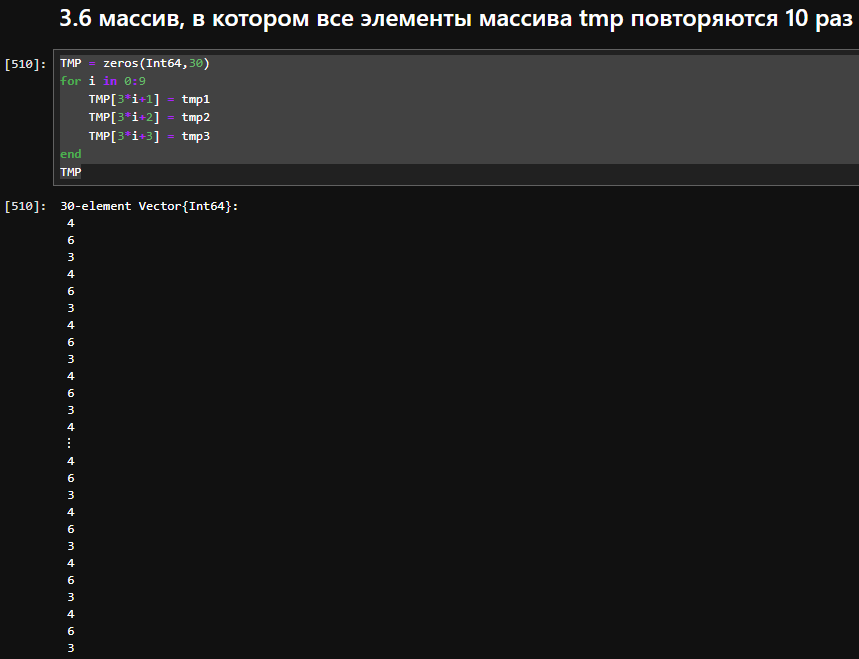 3.6 массив, в котором все элементы массива tmp повторяются 10 раз
[510]: TMP = zeros(Int64,30)
for i in 0:9
    TMP[3*i+1] = tmp1
    TMP[3*i+2] = tmp2
    TMP[3*i+3] = tmp3
end
TMP
[510]: 30-element Vector{Int64}:
4
6
3
4
6
3
4
6
3
4
6
3
4
⋮
4
6
3
4
6
3
4
6
3
4
6
3